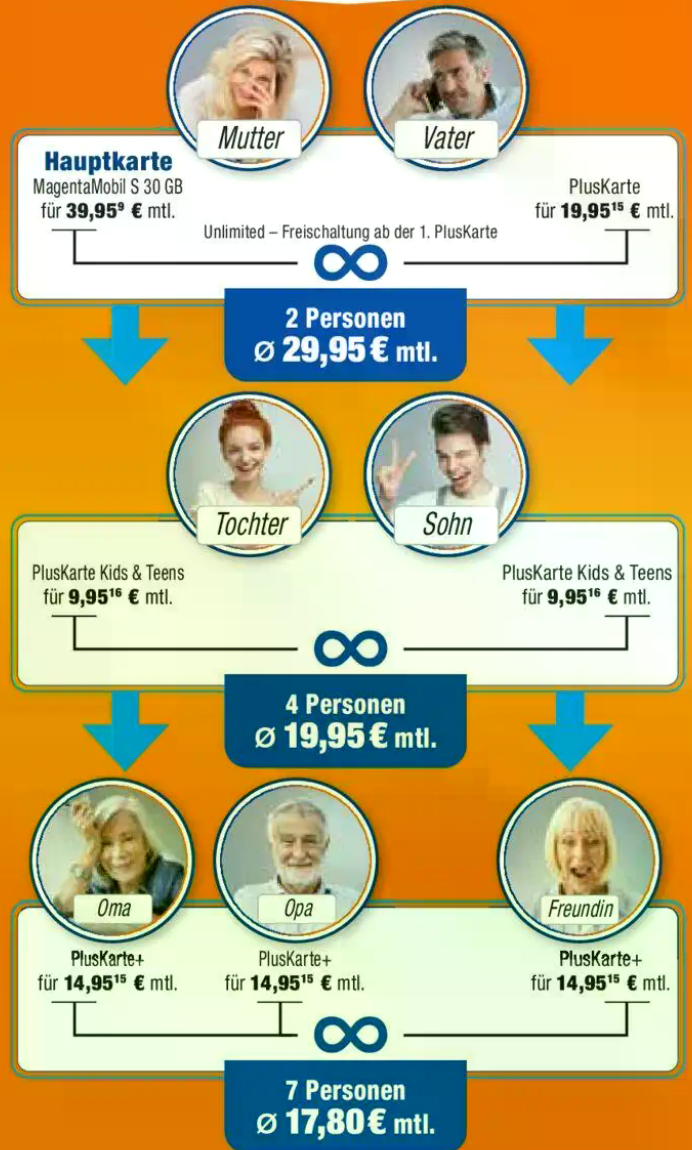 Mutter
Vater
Hauptkarte
MagentaMobil S 30 GB
für 39,95⁹ € mtl.
PlusKarte
für 19,95¹⁵ € mtl.
Unlimited – Freischaltung ab der 1. PlusKarte
2 Personen
Ø 29,95 € mtl.
Tochter
Sohn
PlusKarte Kids & Teens
für 9,95¹⁶ € mtl.
PlusKarte Kids & Teens
für 9,95¹⁶ € mtl.
4 Personen
Ø 19,95 € mtl.
Oma
Opa
Freundin
PlusKarte+
für 14,95¹⁵ € mtl.
PlusKarte+
für 14,95¹⁵ € mtl.
PlusKarte+
für 14,95¹⁵ € mtl.
7 Personen
Ø 17,80 € mtl.